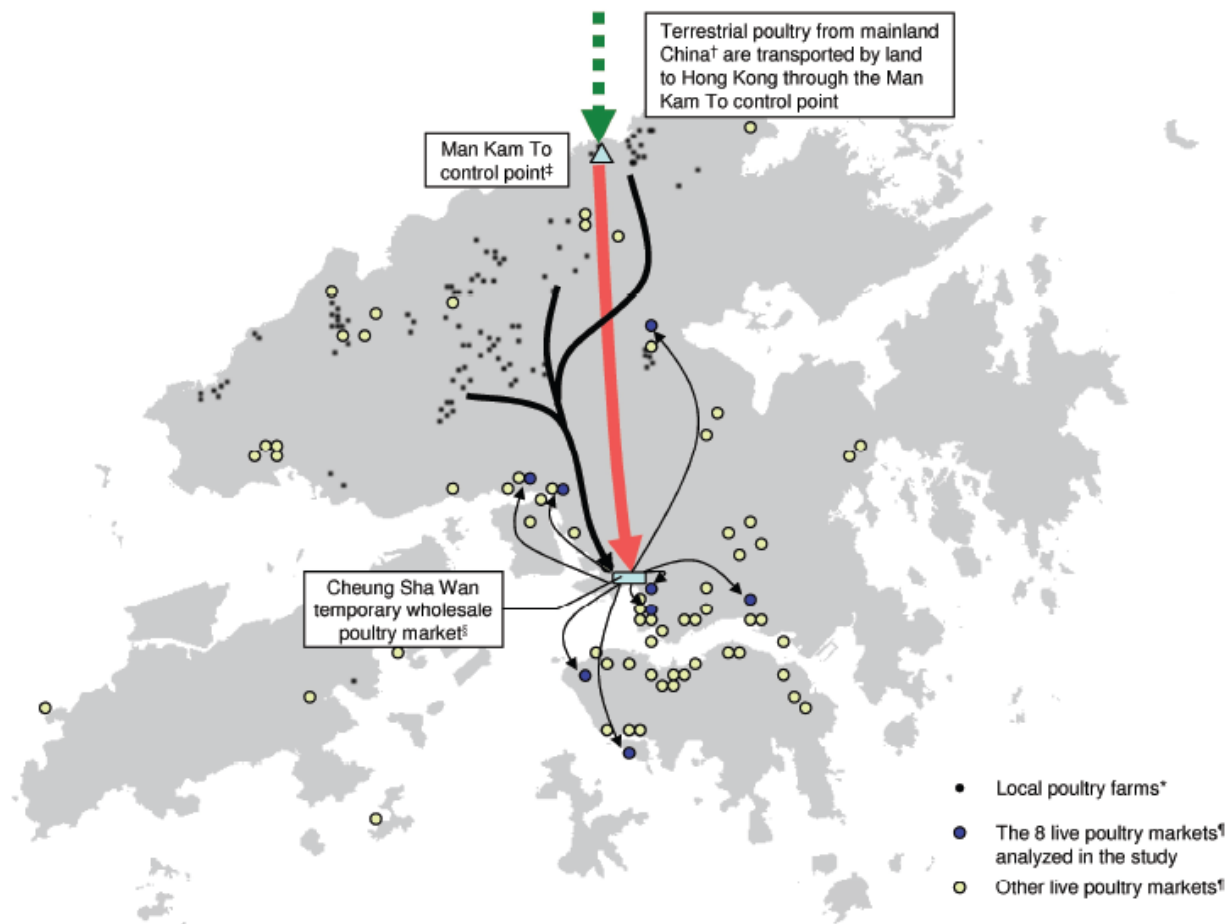 Terrestrial poultry from mainland
China† are transported by land
to Hong Kong through the Man
Kam To control point
Man Kam To
control point‡
Cheung Sha Wan
temporary wholesale
poultry market§
Local poultry farms*
The 8 live poultry markets¶
analyzed in the study
Other live poultry markets¶